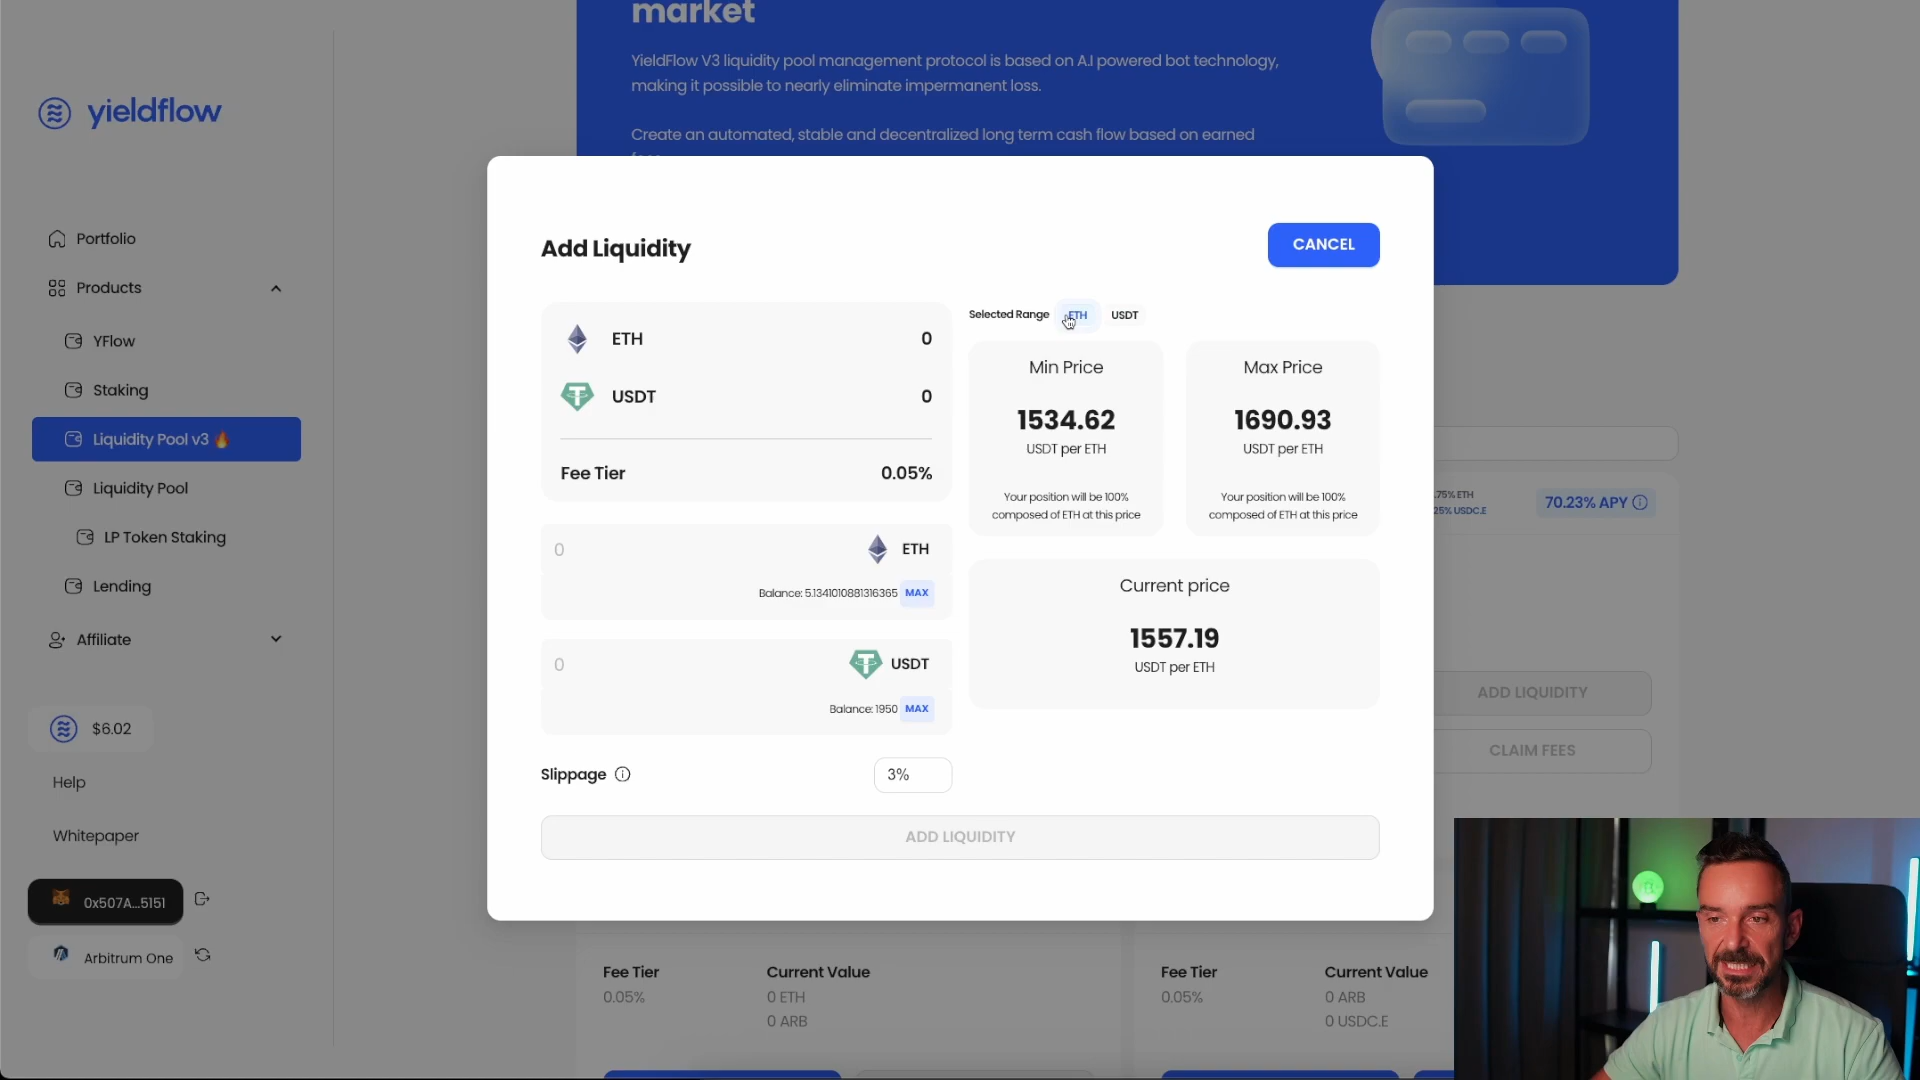 market
YieldFlow V3 liquidity pool management protocol is based on A.I powered bot technology,
making it possible to nearly eliminate impermanent loss.
Create an automated, stable and decentralized long term cash flow based on earned
yieldflow
Portfolio
Products
YFlow
Staking
Liquidity Pool v3 🔥
Liquidity Pool
LP Token Staking
Lending
Affiliate
$6.02
Help
Whitepaper
0x507A...5151
Arbitrum One
Add Liquidity
CANCEL
ETH 0
USDT 0
Fee Tier 0.05%
0 ETH
Balance: 5.1341010881316365 MAX
0 USDT
Balance: 1950 MAX
Slippage 3%
Selected Range ETH USDT
Min Price
1534.62
USDT per ETH
Your position will be 100%
composed of ETH at this price
Max Price
1690.93
USDT per ETH
Your position will be 100%
composed of ETH at this price
Current price
1557.19
USDT per ETH
ADD LIQUIDITY
.75% ETH
25% USDC.E
70.23% APY
ADD LIQUIDITY
CLAIM FEES
Fee Tier Current Value
0.05% 0 ETH
0 ARB
Fee Tier Current Value
0.05% 0 ARB
0 USDC.E